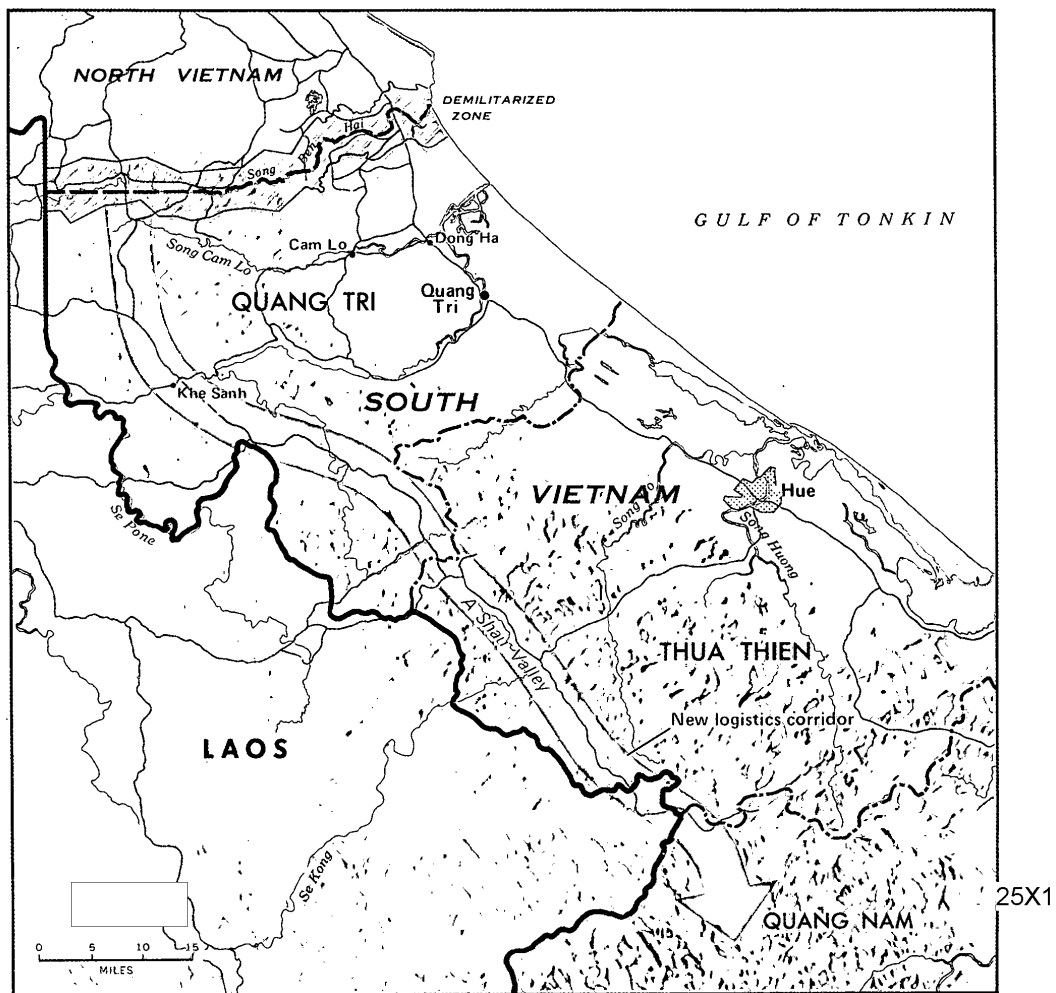 NORTH VIETNAM
DEMILITARIZED
ZONE
Song
Ben
Hai
GULF OF TONKIN
Song Cam Lo
Cam Lo
Dong Ha
QUANG TRI
Quang
Tri
Khe Sanh
SOUTH
VIETNAM
Song Bo
Hue
Song Huong
Se Pone
A Shau Valley
THUA THIEN
New logistics corridor
LAOS
Se Kong
25X1
QUANG NAM
0 5 10 15
MILES